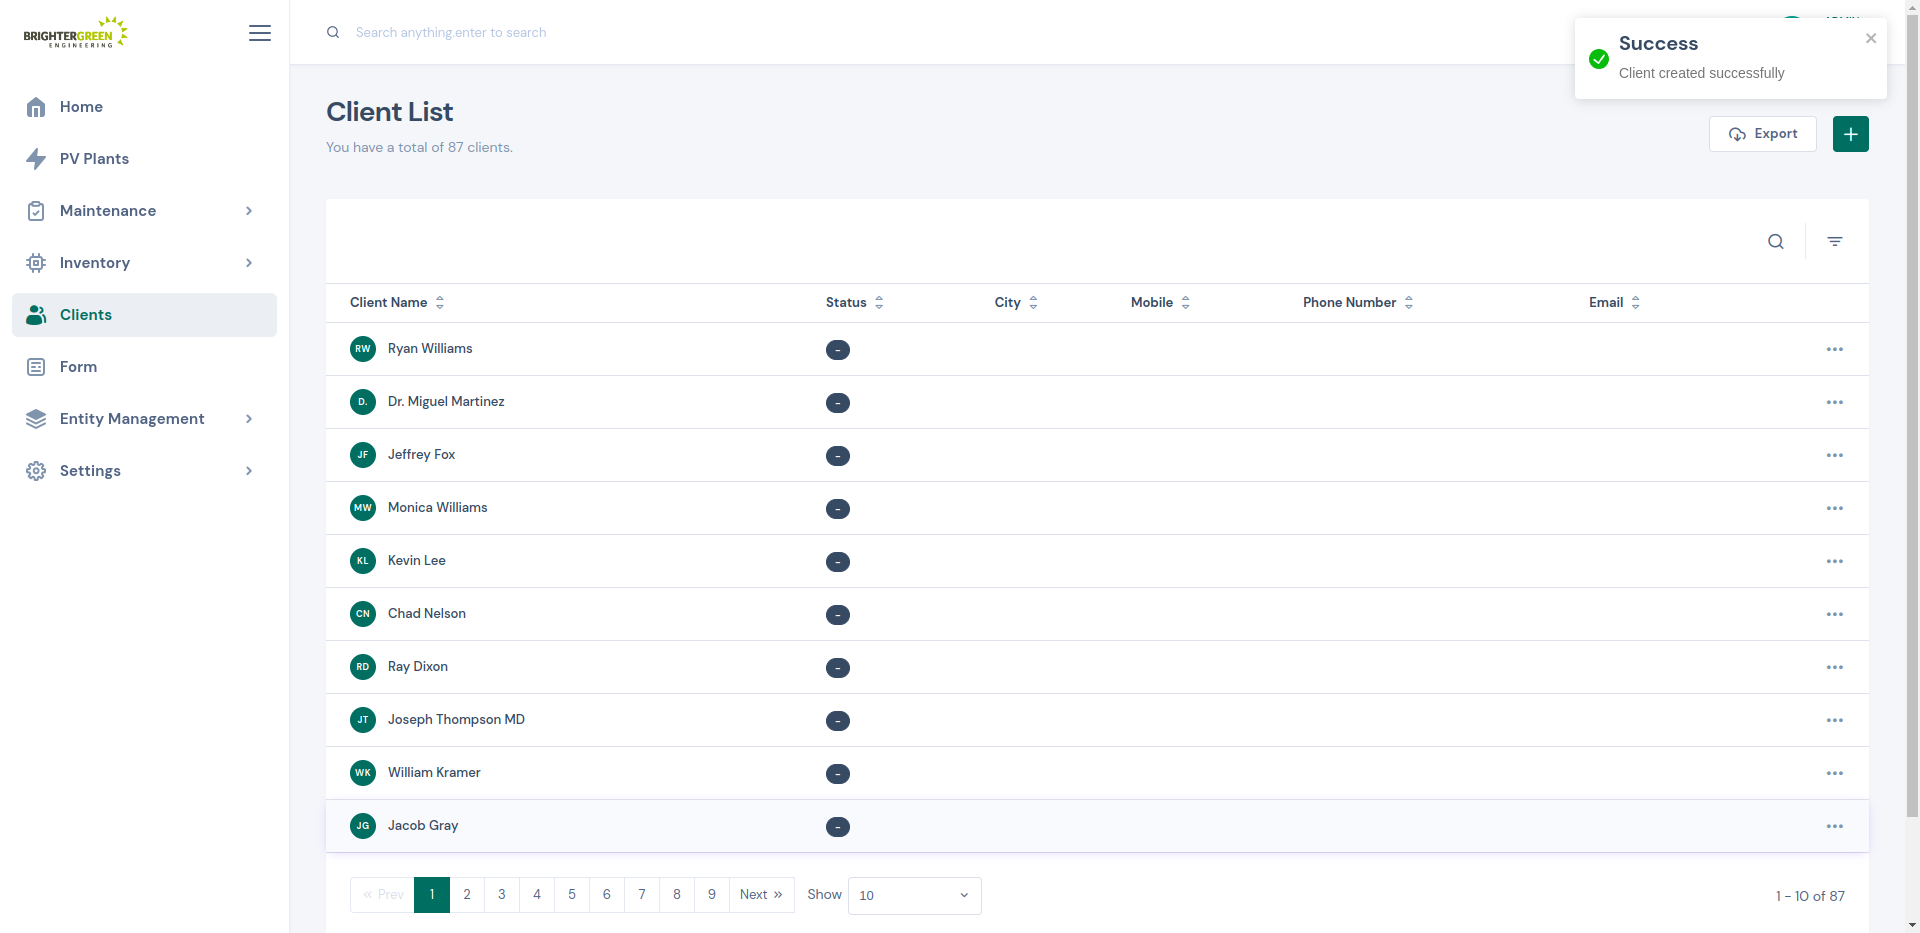 BRIGHTERGREEN
ENGINEERING
Search anything.enter to search
Success
Client created successfully
Home
PV Plants
Maintenance
Inventory
Clients
Form
Entity Management
Settings
Client List
You have a total of 87 clients.
Export
Client Name Status City Mobile Phone Number Email
RW Ryan Williams -
D. Dr. Miguel Martinez -
JF Jeffrey Fox -
MW Monica Williams -
KL Kevin Lee -
CN Chad Nelson -
RD Ray Dixon -
JT Joseph Thompson MD -
WK William Kramer -
JG Jacob Gray -
« Prev 1 2 3 4 5 6 7 8 9 Next » Show 10 1 - 10 of 87